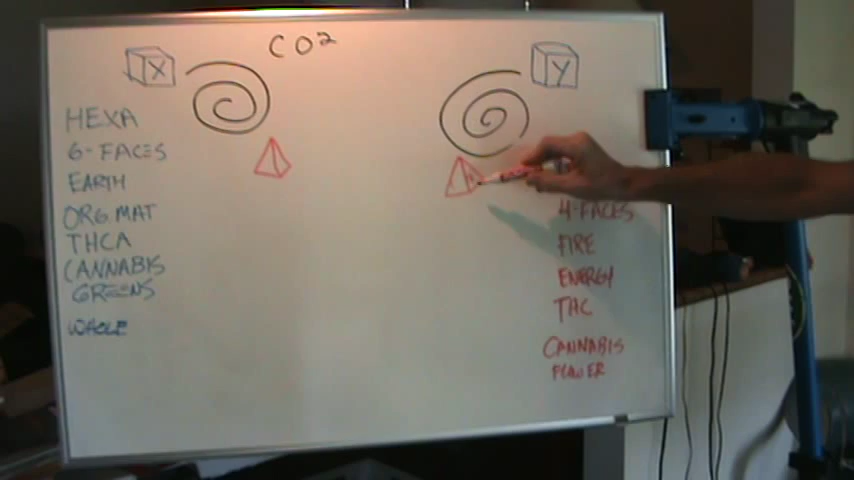 CO²
X
Y
HEXA
6-FACES
EARTH
ORG MAT
THCA
CANNABIS
GREENS
WHOLE
4-FACES
FIRE
ENERGY
THC
CANNABIS
FLOWER